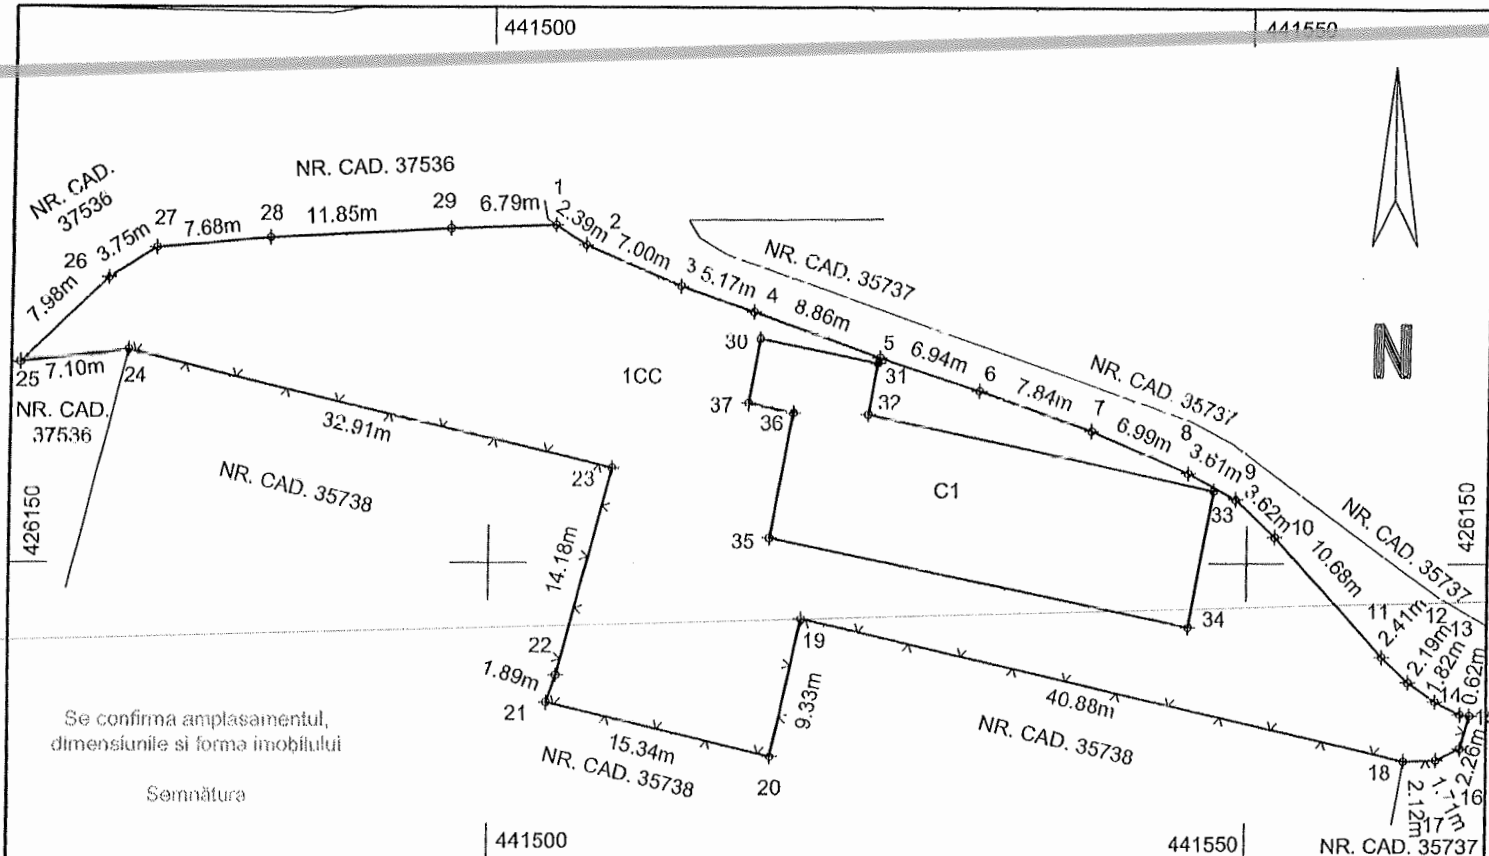 441500
441550
NR. CAD.
37536
NR. CAD. 37536
26
27
28
29
1
2
3
4
5
6
7
8
9
10
11
12
13
14
7.98m
3.75m
7.68m
11.85m
6.79m
2.39m
7.00m
5.17m
8.86m
6.94m
7.84m
6.99m
3.61m
3.62m
10.68m
2.41m
2.19m
1.82m
0.62m
NR. CAD. 35737
NR. CAD. 35737
NR. CAD. 35737
N
30
31
32
33
34
35
36
37
1CC
C1
25
7.10m
24
NR. CAD.
37536
32.91m
23
NR. CAD. 35738
426150
426150
14.18m
22
1.89m
21
15.34m
NR. CAD. 35738
20
9.33m
19
40.88m
NR. CAD. 35738
18
2.12m
17
1.71m
16
2.26m
NR. CAD. 35737
Se confirma amplasamentul,
dimensiunile si forma imobilului
Semnătura
441500
441550